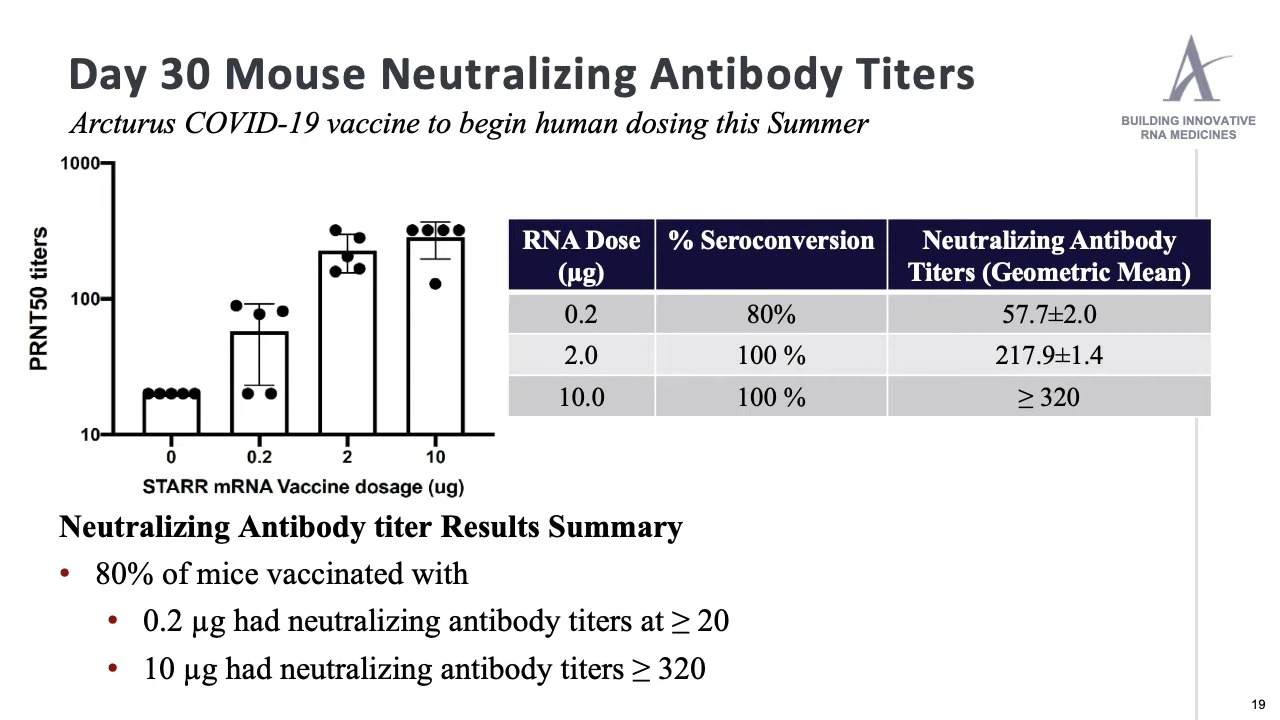 Day 30 Mouse Neutralizing Antibody Titers
Arcturus COVID-19 vaccine to begin human dosing this Summer
BUILDING INNOVATIVE
RNA MEDICINES
PRNT50 titers
1000
100
10
0 0.2 2 10
STARR mRNA Vaccine dosage (ug)
RNA Dose (µg) % Seroconversion Neutralizing Antibody Titers (Geometric Mean)
0.2 80% 57.7±2.0
2.0 100 % 217.9±1.4
10.0 100 % ≥ 320
Neutralizing Antibody titer Results Summary
• 80% of mice vaccinated with
• 0.2 µg had neutralizing antibody titers at ≥ 20
• 10 µg had neutralizing antibody titers ≥ 320
19